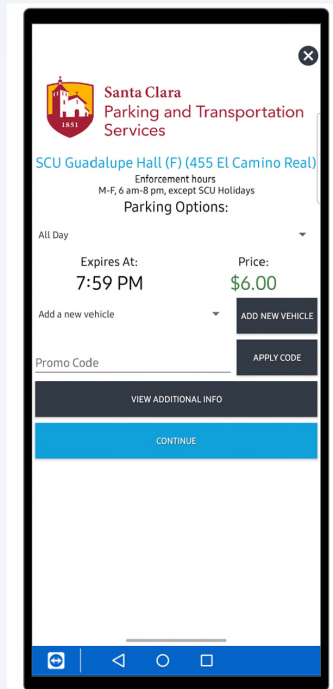 Santa Clara
Parking and Transportation
Services
1851
SCU Guadalupe Hall (F) (455 El Camino Real)
Enforcement
hours
M-F, 6 am-8 pm, except SCU Holidays
Parking Options:
All Day
Expires At: Price:
7:59 PM $6.00
Add a new vehicle ADD NEW VEHICLE
Promo Code APPLY CODE
VIEW ADDITIONAL INFO
CONTINUE